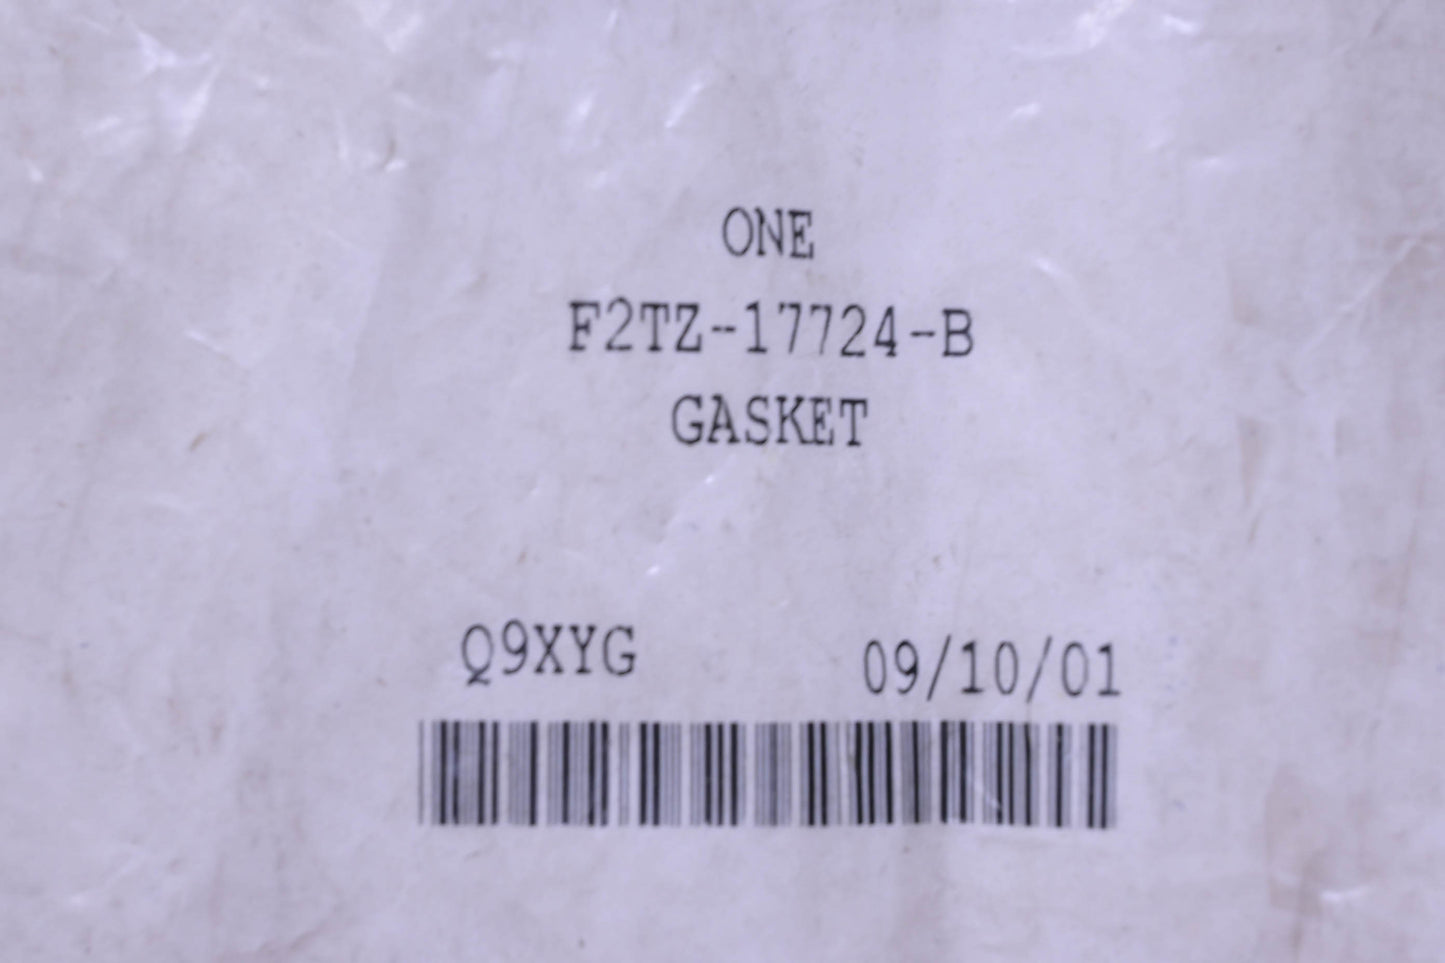 ONE
F2TZ-17724-B
GASKET
Q9XYG 09/10/01